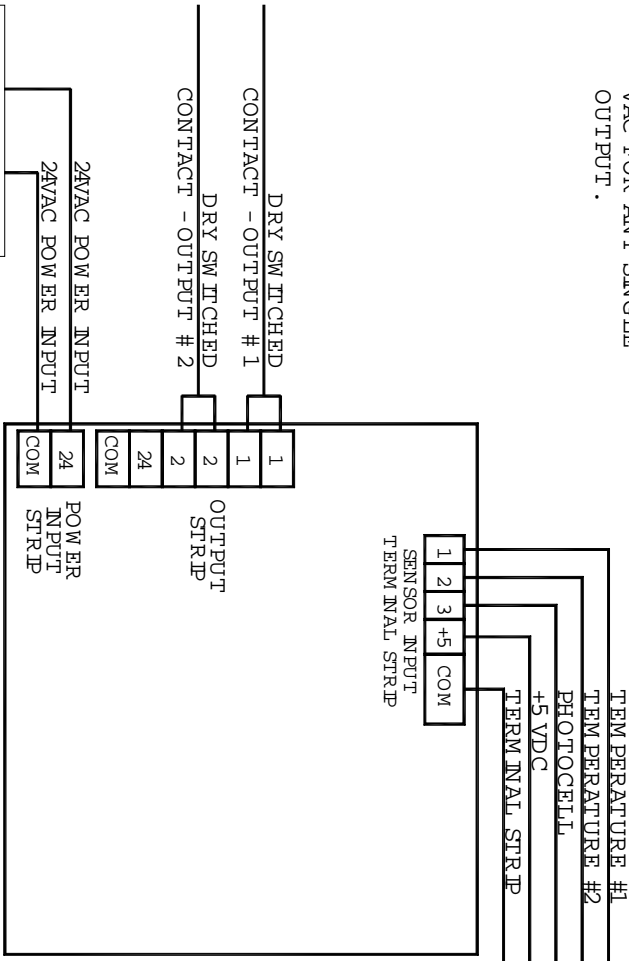 VAC FOR ANY SINGLE
OUTPUT.
TEMPERATURE #1
TEMPERATURE #2
PHOTOCELL
+5 VDC
TERMINAL STRIP
1 2 3 +5 COM
SENSOR INPUT
TERMINAL STRIP
DRY SWITCHED
CONTACT - OUTPUT #1
DRY SWITCHED
CONTACT - OUTPUT #2
1
1
2
2
24
COM
OUTPUT
STRIP
24VAC POWER INPUT
24VAC POWER INPUT
24
COM
POWER
INPUT
STRIP